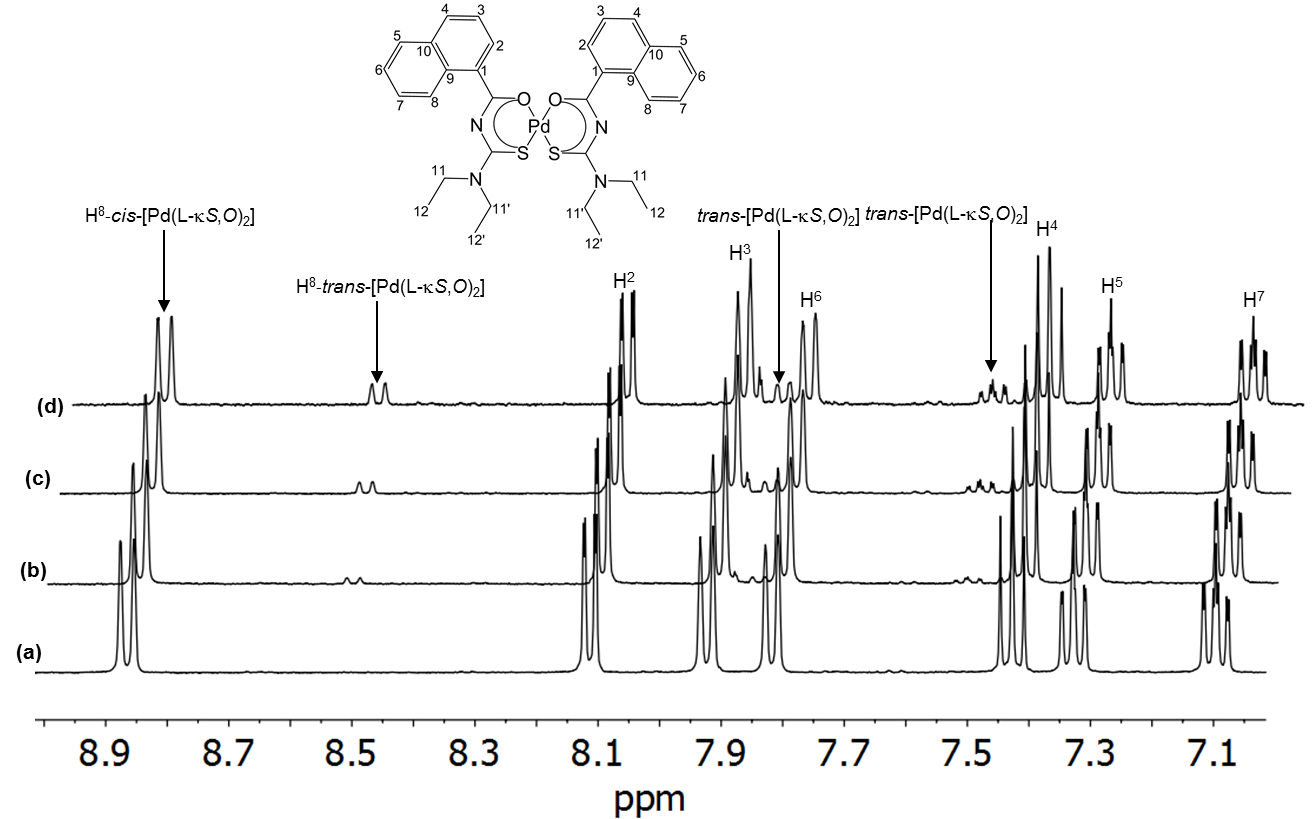 4 3 3 4
5 10 2 2 10 5
6 9 1 1 9 6
7 8 8 7
O O
N Pd N
S S
11 N N 11
12 11' 11' 12
12' 12'
H8-cis-[Pd(L-κS,O)2]
trans-[Pd(L-κS,O)2] trans-[Pd(L-κS,O)2]
H8-trans-[Pd(L-κS,O)2]
H2 H3 H6 H4 H5 H7
(d)
(c)
(b)
(a)
8.9 8.7 8.5 8.3 8.1 7.9 7.7 7.5 7.3 7.1
ppm